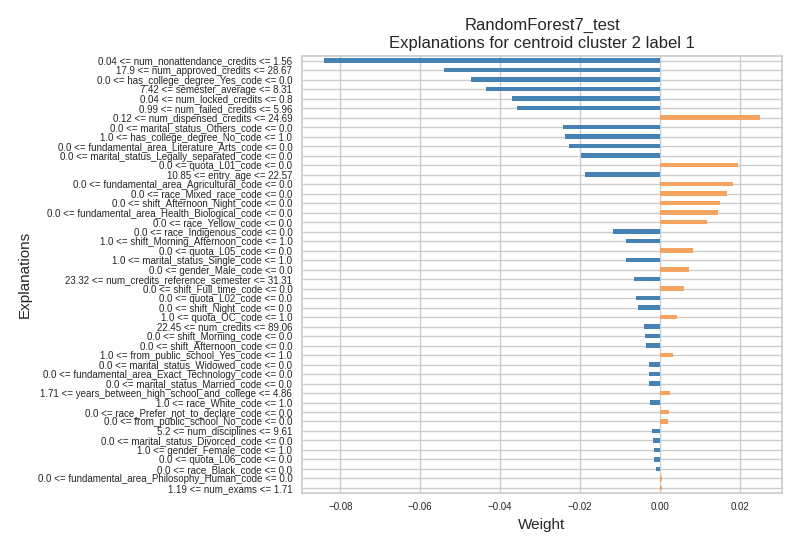 RandomForest7_test
Explanations for centroid cluster 2 label 1
0.04 <= num_nonattendance_credits <= 1.56
17.9 <= num_approved_credits <= 28.67
0.0 <= has_college_degree_Yes_code <= 0.0
7.42 <= semester_average <= 8.31
0.04 <= num_locked_credits <= 0.8
0.99 <= num_failed_credits <= 5.96
0.12 <= num_dispensed_credits <= 24.69
0.0 <= marital_status_Others_code <= 0.0
1.0 <= has_college_degree_No_code <= 1.0
0.0 <= fundamental_area_Literature_Arts_code <= 0.0
0.0 <= marital_status_Legally_separated_code <= 0.0
0.0 <= quota_L01_code <= 0.0
10.85 <= entry_age <= 22.57
0.0 <= fundamental_area_Agricultural_code <= 0.0
0.0 <= race_Mixed_race_code <= 0.0
0.0 <= shift_Afternoon_Night_code <= 0.0
0.0 <= fundamental_area_Health_Biological_code <= 0.0
0.0 <= race_Yellow_code <= 0.0
0.0 <= race_Indigenous_code <= 0.0
1.0 <= shift_Morning_Afternoon_code <= 1.0
0.0 <= quota_L05_code <= 0.0
1.0 <= marital_status_Single_code <= 1.0
0.0 <= gender_Male_code <= 0.0
23.32 <= num_credits_reference_semester <= 31.31
0.0 <= shift_Full_time_code <= 0.0
0.0 <= quota_L02_code <= 0.0
0.0 <= shift_Night_code <= 0.0
1.0 <= quota_OC_code <= 1.0
22.45 <= num_credits <= 89.06
0.0 <= shift_Morning_code <= 0.0
0.0 <= shift_Afternoon_code <= 0.0
1.0 <= from_public_school_Yes_code <= 1.0
0.0 <= marital_status_Widowed_code <= 0.0
0.0 <= fundamental_area_Exact_Technology_code <= 0.0
0.0 <= marital_status_Married_code <= 0.0
1.71 <= years_between_high_school_and_college <= 4.86
1.0 <= race_White_code <= 1.0
0.0 <= race_Prefer_not_to_declare_code <= 0.0
0.0 <= from_public_school_No_code <= 0.0
5.2 <= num_disciplines <= 9.61
0.0 <= marital_status_Divorced_code <= 0.0
1.0 <= gender_Female_code <= 1.0
0.0 <= quota_L06_code <= 0.0
0.0 <= race_Black_code <= 0.0
0.0 <= fundamental_area_Philosophy_Human_code <= 0.0
1.19 <= num_exams <= 1.71
Explanations
−0.08 −0.06 −0.04 −0.02 0.00 0.02
Weight